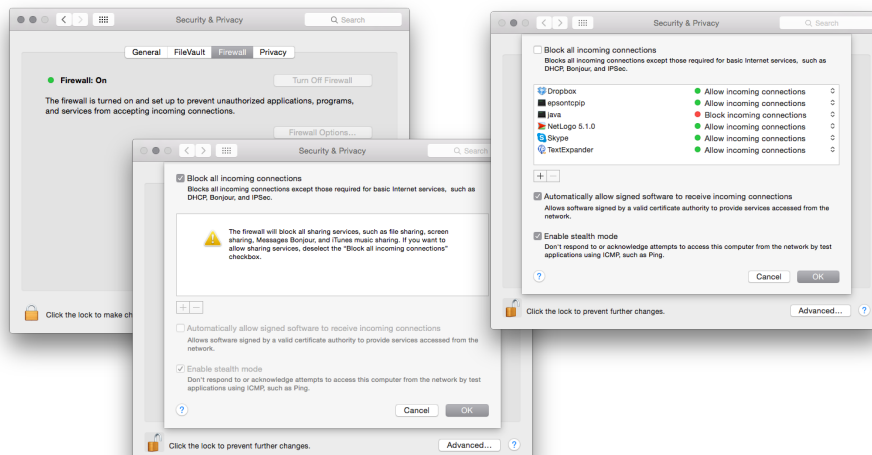 Security & Privacy
Search
General
FileVault
Firewall
Privacy
Firewall: On
Turn Off Firewall
The firewall is turned on and set up to prevent unauthorized applications, programs,
and services from accepting incoming connections.
Firewall Options...
Click the lock to make ch
Security & Privacy
Search
Block all incoming connections
Blocks all incoming connections except those required for basic Internet services, such as
DHCP, Bonjour, and IPSec.
The firewall will block all sharing services, such as file sharing, screen
sharing, Messages Bonjour, and iTunes music sharing. If you want to
allow sharing services, deselect the “Block all incoming connections”
checkbox.
Automatically allow signed software to receive incoming connections
Allows software signed by a valid certificate authority to provide services accessed from the
network.
Enable stealth mode
Don't respond to or acknowledge attempts to access this computer from the network by test
applications using ICMP, such as Ping.
?
Cancel
OK
Click the lock to prevent further changes.
Advanced...
?
Security & Privacy
Search
Block all incoming connections
Blocks all incoming connections except those required for basic Internet services, such as
DHCP, Bonjour, and IPSec.
Dropbox Allow incoming connections
epsontcpip Allow incoming connections
java Block incoming connections
NetLogo 5.1.0 Allow incoming connections
Skype Allow incoming connections
TextExpander Allow incoming connections
Automatically allow signed software to receive incoming connections
Allows software signed by a valid certificate authority to provide services accessed from the
network.
Enable stealth mode
Don't respond to or acknowledge attempts to access this computer from the network by test
applications using ICMP, such as Ping.
?
Cancel
OK
Click the lock to prevent further changes.
Advanced...
?